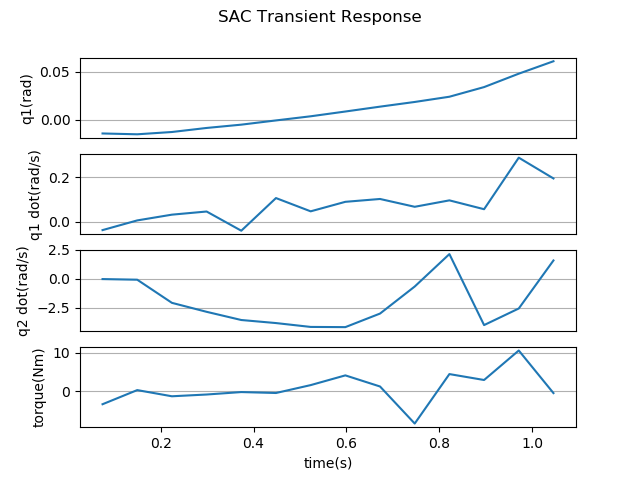 SAC Transient Response
q1(rad)
0.05
0.00
q1 dot(rad/s)
0.2
0.0
q2 dot(rad/s)
2.5
0.0
−2.5
torque(Nm)
10
0
0.2 0.4 0.6 0.8 1.0
time(s)